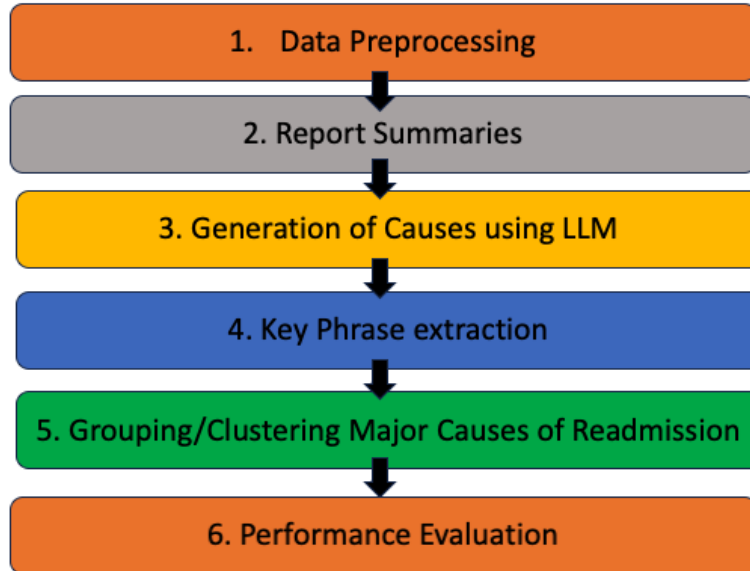 1. Data Preprocessing
2. Report Summaries
3. Generation of Causes using LLM
4. Key Phrase extraction
5. Grouping/Clustering Major Causes of Readmission
6. Performance Evaluation